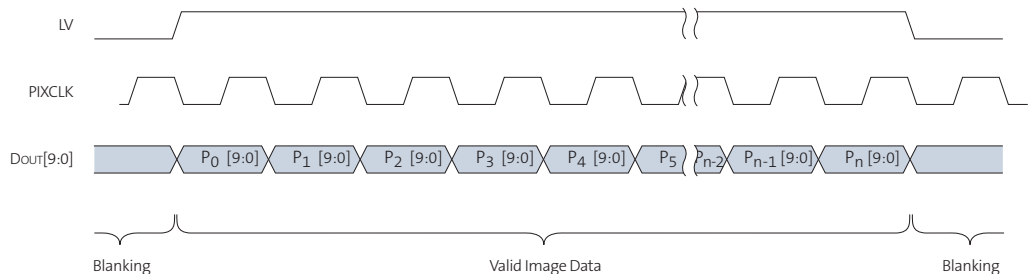 LV
PIXCLK
DOUT[9:0]
P0 [9:0] P1 [9:0] P2 [9:0] P3 [9:0] P4 [9:0] P5 Pn-2 Pn-1 [9:0] Pn [9:0]
Blanking Valid Image Data Blanking